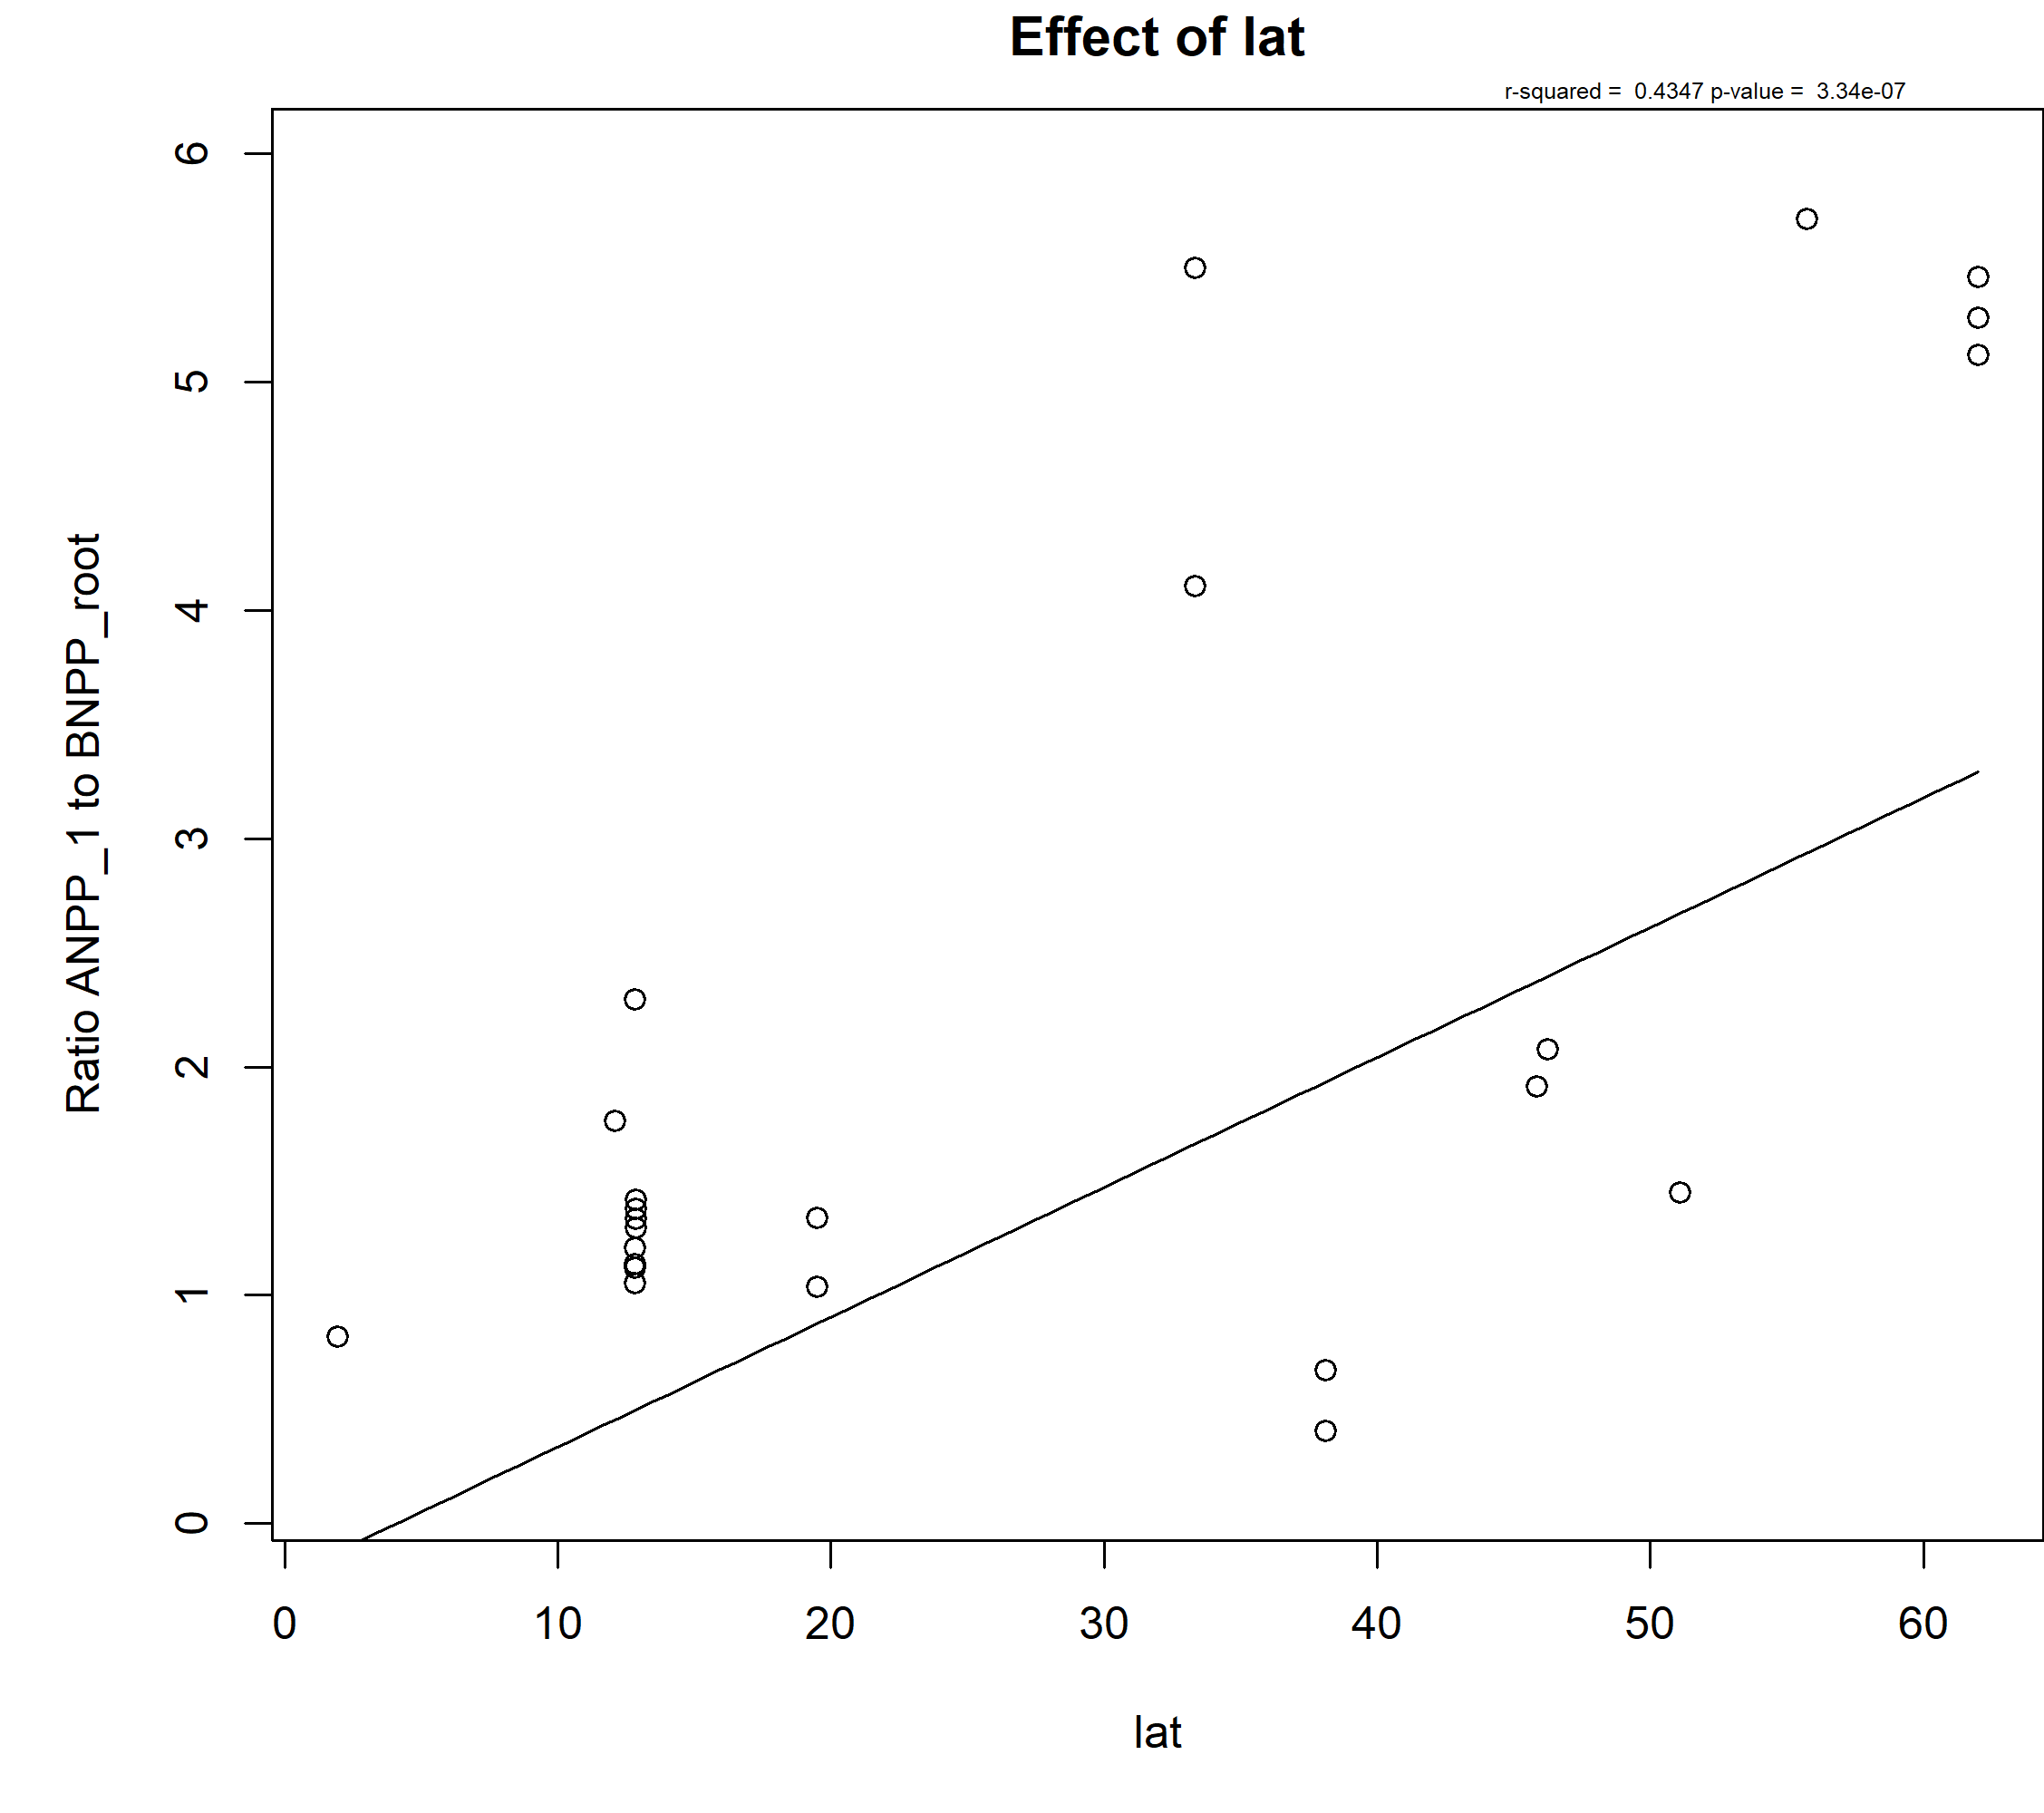 Effect of lat
r-squared =  0.4347 p-value =  3.34e-07
Ratio ANPP_1 to BNPP_root
6
5
4
3
2
1
0
0 10 20 30 40 50 60
lat